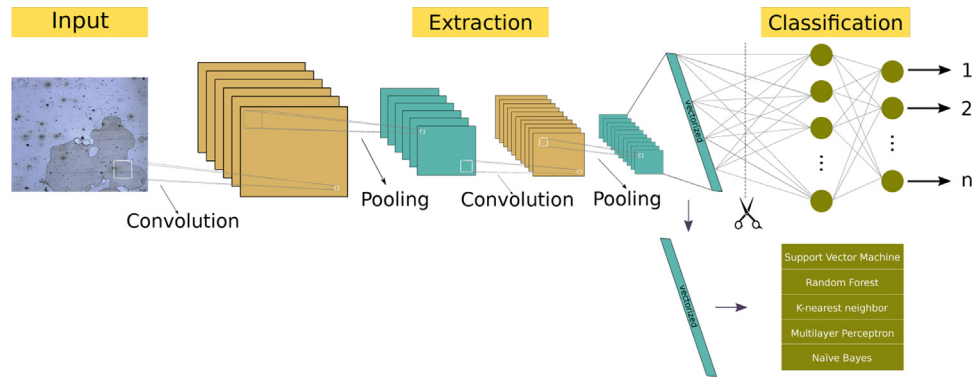 Input
Extraction
Classification
Convolution
Pooling
Convolution
Pooling
vectorized
1
2
...
...
n
vectorized
Support Vector Machine
Random Forest
K-nearest neighbor
Multilayer Perceptron
Naïve Bayes